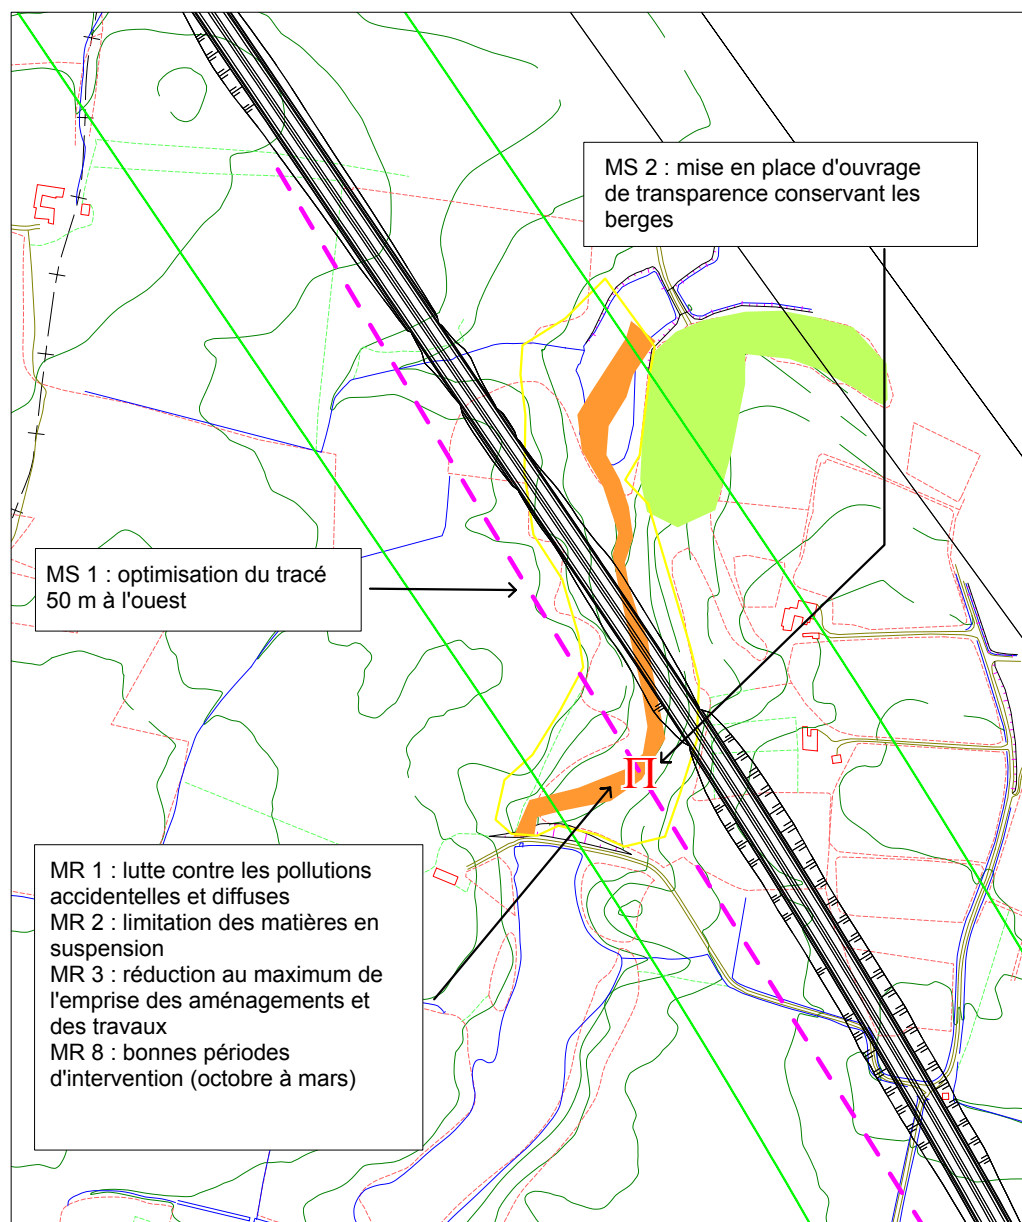 MS 2 : mise en place d'ouvrage
de transparence conservant les
berges
MS 1 : optimisation du tracé
50 m à l'ouest
MR 1 : lutte contre les pollutions
accidentelles et diffuses
MR 2 : limitation des matières en
suspension
MR 3 : réduction au maximum de
l'emprise des aménagements et
des travaux
MR 8 : bonnes périodes
d'intervention (octobre à mars)